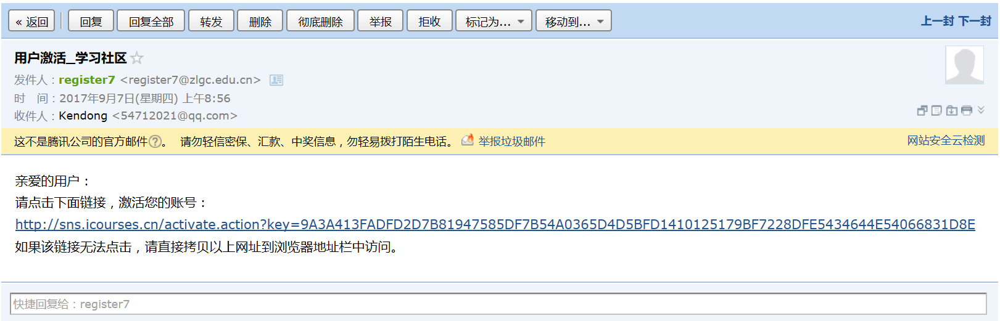 « 返回 回复 回复全部 转发 删除 彻底删除 举报 拒收 标记为... 移动到... 上一封 下一封
用户激活_学习社区
发件人：register7 <register7@zlgc.edu.cn>
时　间：2017年9月7日(星期四) 上午8:56
收件人：Kendong <54712021@qq.com>
这不是腾讯公司的官方邮件?。 请勿轻信密保、汇款、中奖信息，勿轻易拨打陌生电话。 举报垃圾邮件 网站安全云检测
亲爱的用户：
请点击下面链接，激活您的账号：
http://sns.icourses.cn/activate.action?key=9A3A413FADFD2D7B81947585DF7B54A0365D4D5BFD1410125179BF7228DFE5434644E54066831D8E
如果该链接无法点击，请直接拷贝以上网址到浏览器地址栏中访问。
快捷回复给：register7